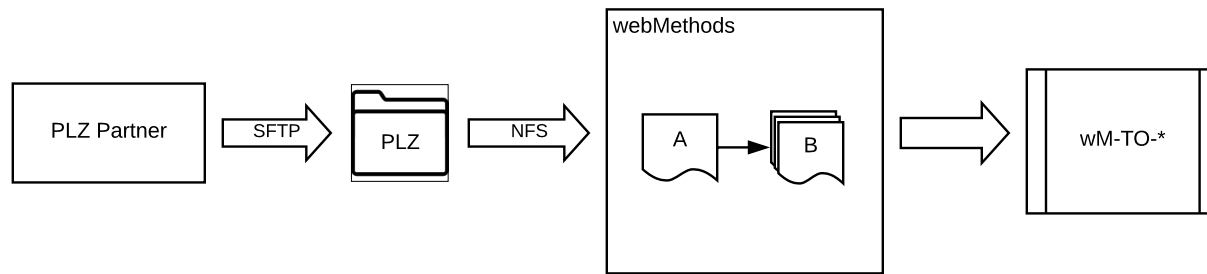 webMethods
PLZ Partner
SFTP
PLZ
NFS
A
B
wM-TO-*